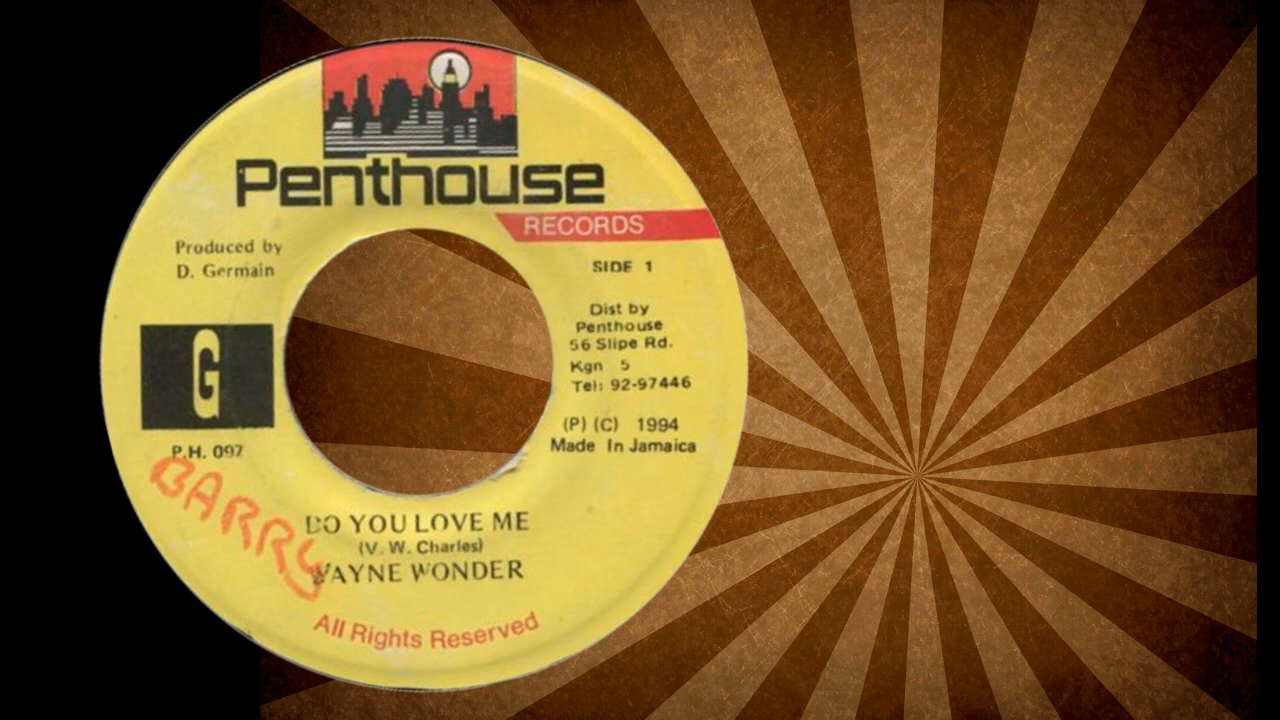 Penthouse
RECORDS
Produced by
D. Germain
G
P.H. 097
SIDE 1
Dist by
Penthouse
56 Slipe Rd.
Kgn 5
Tel: 92-97446
(P) (C) 1994
Made In Jamaica
BARRY
DO YOU LOVE ME
(V. W. Charles)
WAYNE WONDER
All Rights Reserved